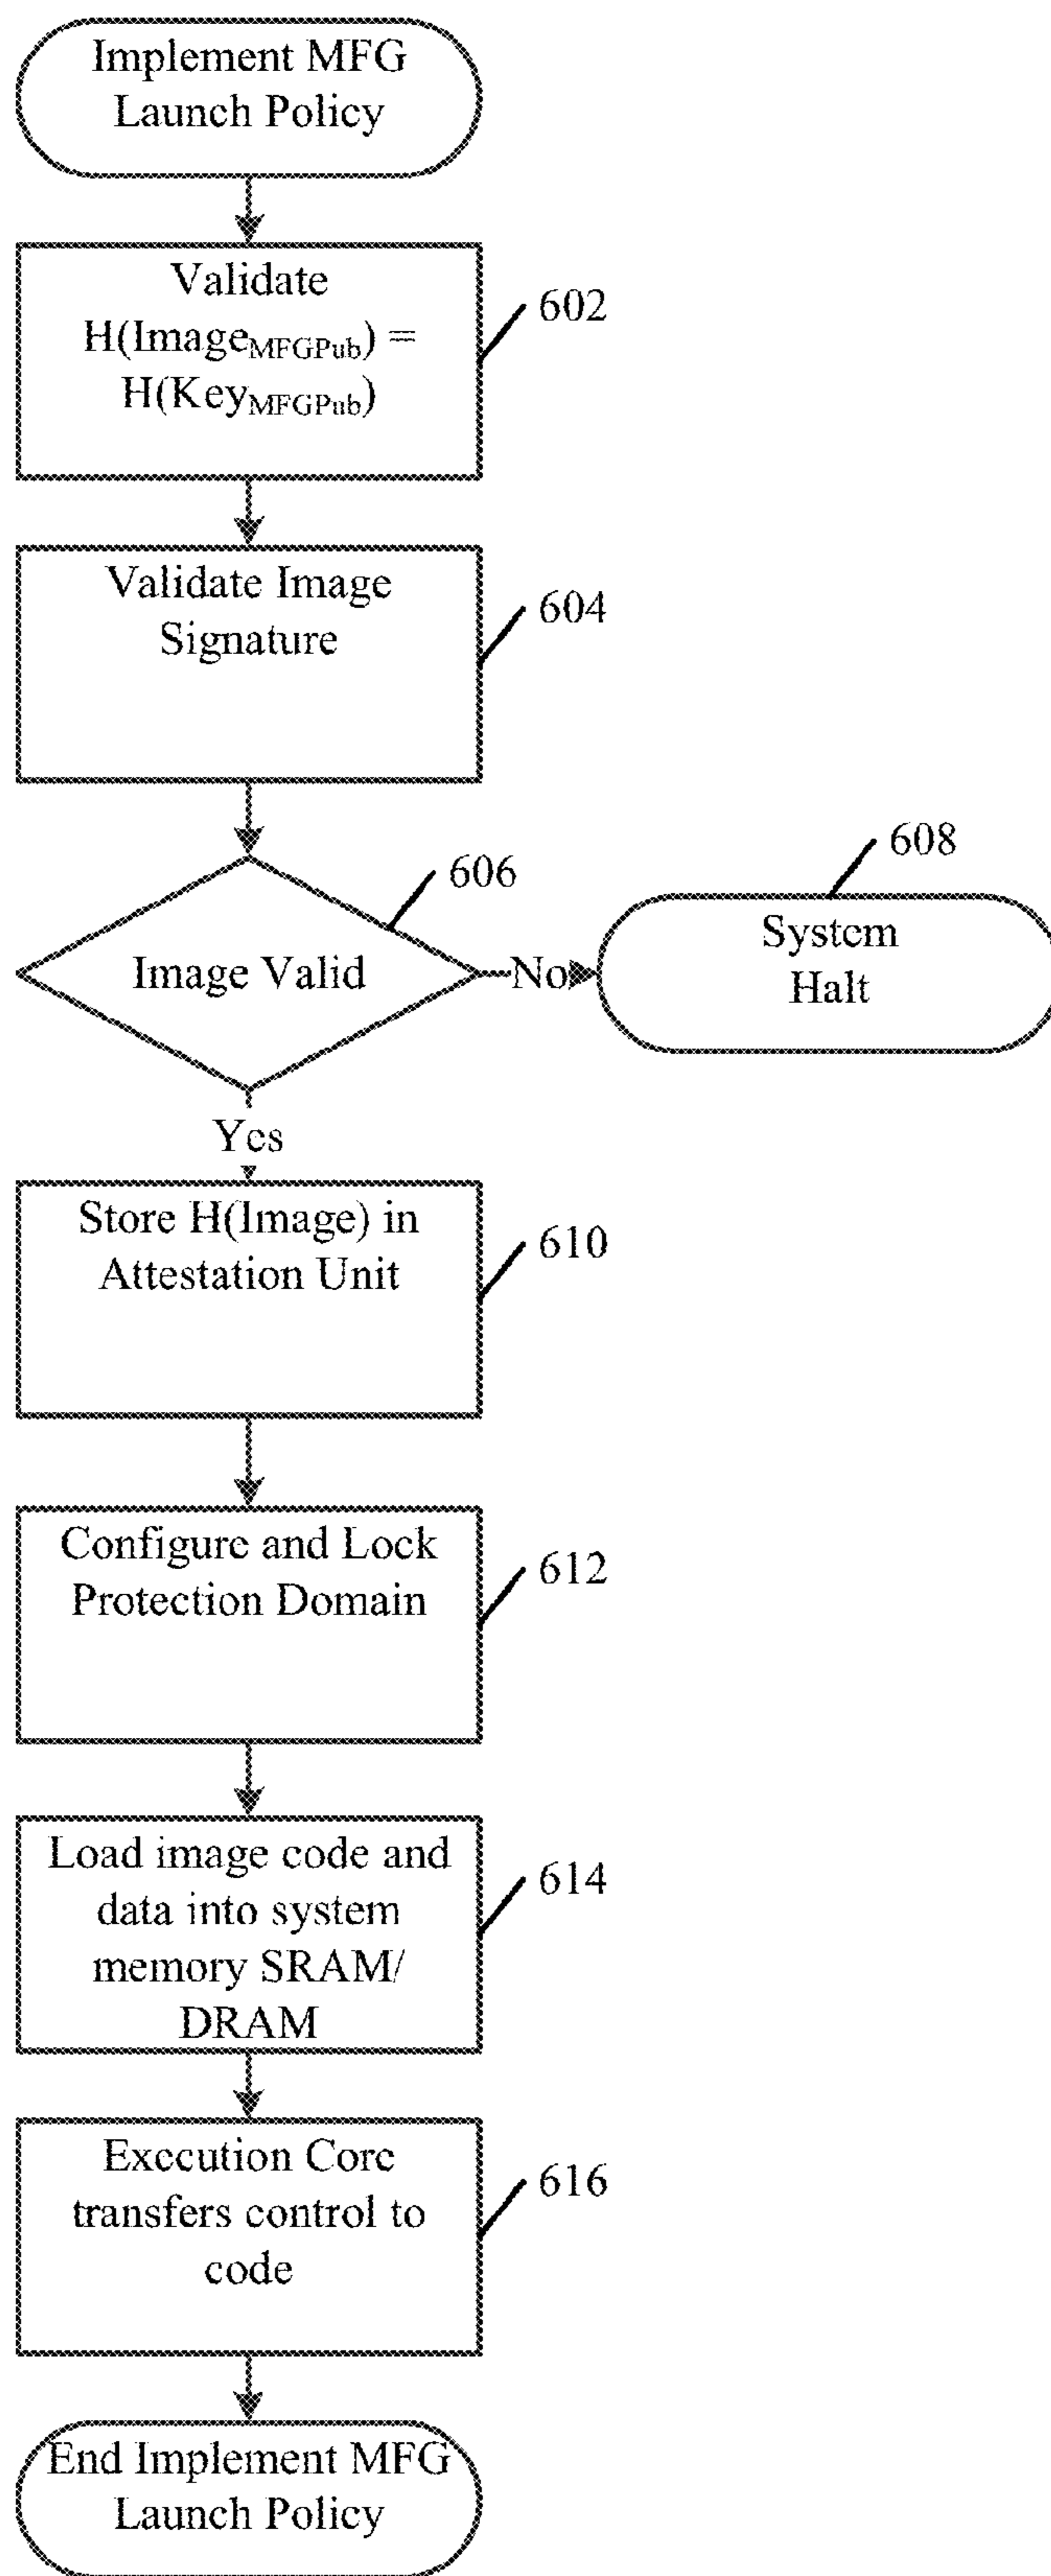 Implement MFG
Launch Policy
Validate
H(Image_MFGPub) =
H(Key_MFGPub)
602
Validate Image
Signature
604
606
608
Image Valid
No
System
Halt
Yes
Store H(Image) in
Attestation Unit
610
Configure and Lock
Protection Domain
612
Load image code and
data into system
memory SRAM/
DRAM
614
Execution Core
transfers control to
code
616
End Implement MFG
Launch Policy